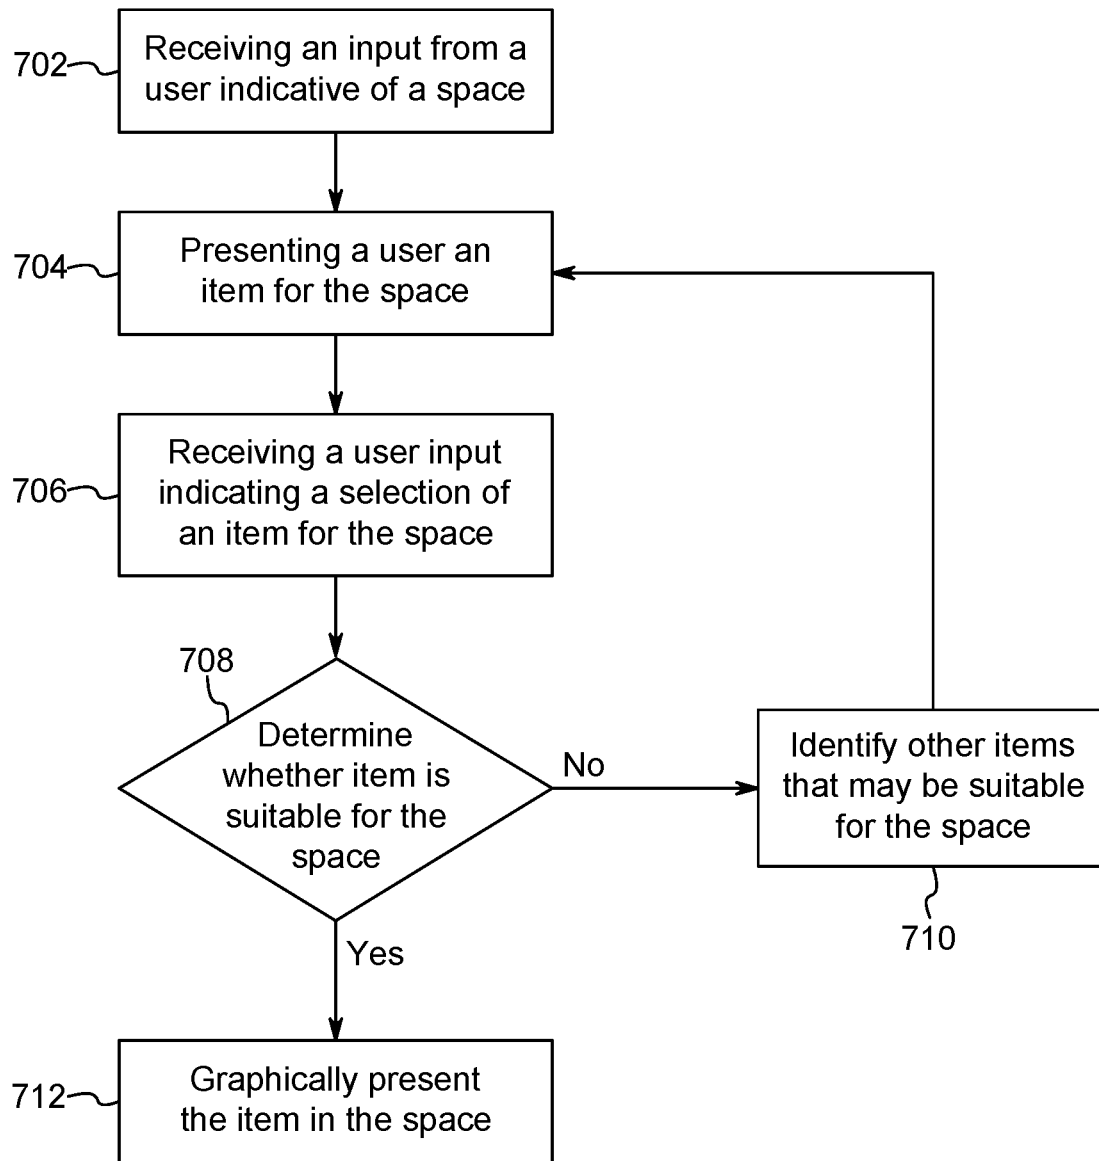 702
Receiving an input from a
user indicative of a space
704
Presenting a user an
item for the space
706
Receiving a user input
indicating a selection of
an item for the space
708
Determine
whether item is
suitable for the
space
No
Identify other items
that may be suitable
for the space
710
Yes
712
Graphically present
the item in the space